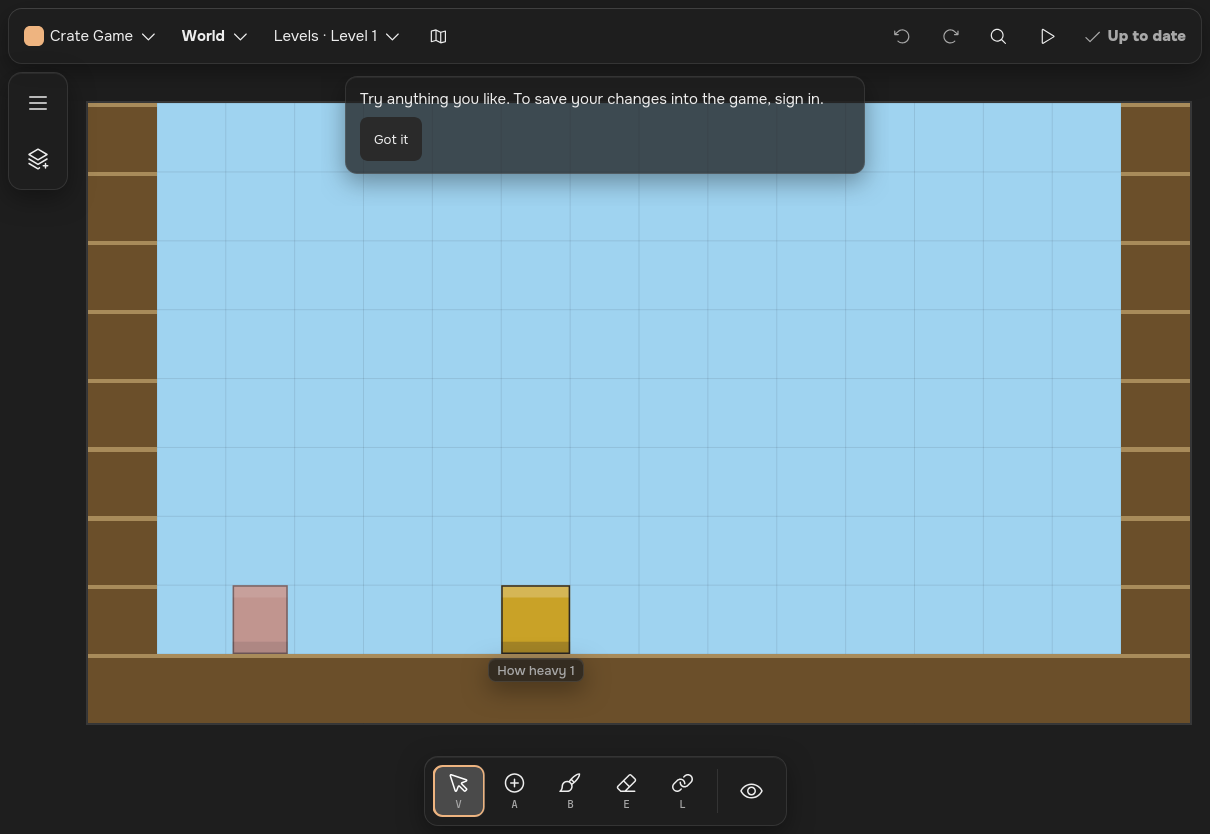 Crate Game
World
Levels · Level 1
Up to date
Try anything you like. To save your changes into the game, sign in.
Got it
How heavy 1
V
A
B
E
L